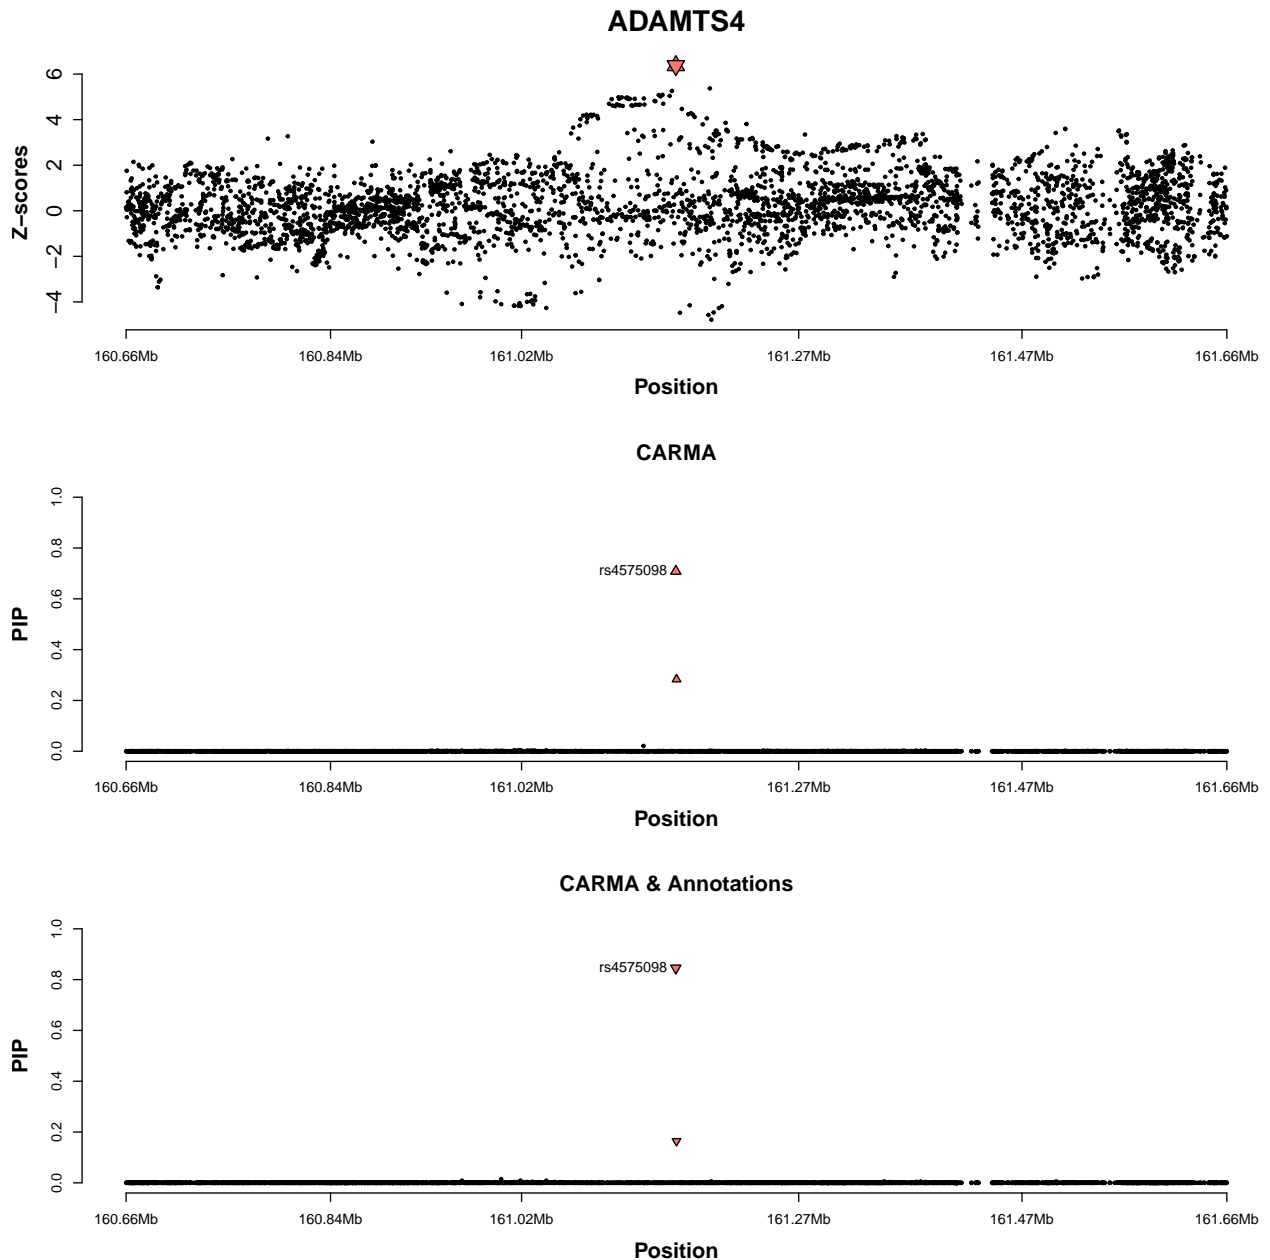 ADAMTS4
Z−scores
6
4
2
0
−2
−4
160.66Mb 160.84Mb 161.02Mb 161.27Mb 161.47Mb 161.66Mb
Position
CARMA
PIP
1.0
0.8
rs4575098
0.6
0.4
0.2
0.0
160.66Mb 160.84Mb 161.02Mb 161.27Mb 161.47Mb 161.66Mb
Position
CARMA & Annotations
PIP
1.0
rs4575098
0.8
0.6
0.4
0.2
0.0
160.66Mb 160.84Mb 161.02Mb 161.27Mb 161.47Mb 161.66Mb
Position